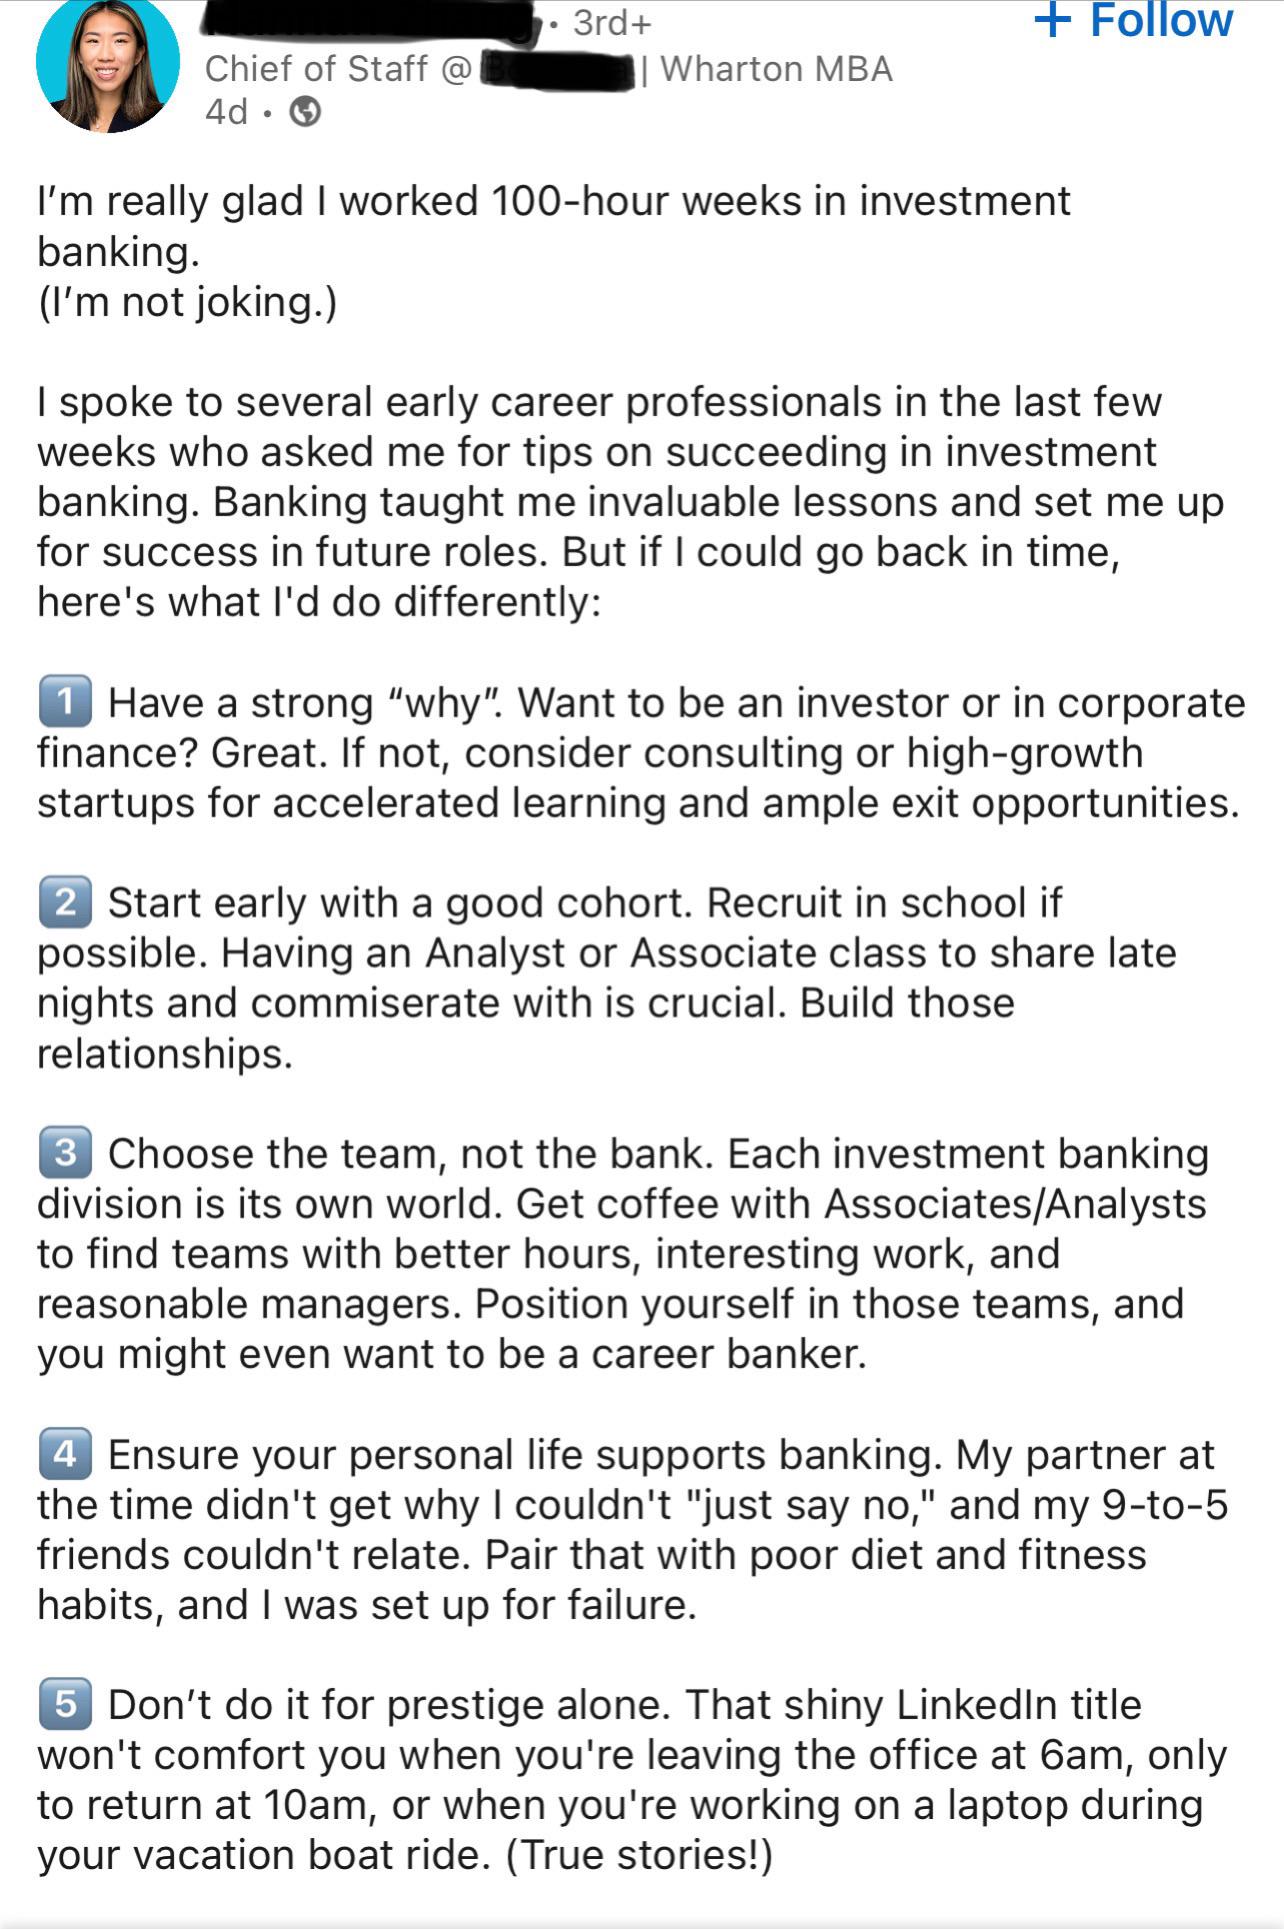 • 3rd+
+ Follow
Chief of Staff @ | Wharton MBA
4d •
I’m really glad I worked 100-hour weeks in investment
banking.
(I’m not joking.)
I spoke to several early career professionals in the last few
weeks who asked me for tips on succeeding in investment
banking. Banking taught me invaluable lessons and set me up
for success in future roles. But if I could go back in time,
here's what I'd do differently:
1 Have a strong “why”. Want to be an investor or in corporate
finance? Great. If not, consider consulting or high-growth
startups for accelerated learning and ample exit opportunities.
2 Start early with a good cohort. Recruit in school if
possible. Having an Analyst or Associate class to share late
nights and commiserate with is crucial. Build those
relationships.
3 Choose the team, not the bank. Each investment banking
division is its own world. Get coffee with Associates/Analysts
to find teams with better hours, interesting work, and
reasonable managers. Position yourself in those teams, and
you might even want to be a career banker.
4 Ensure your personal life supports banking. My partner at
the time didn't get why I couldn't "just say no," and my 9-to-5
friends couldn't relate. Pair that with poor diet and fitness
habits, and I was set up for failure.
5 Don’t do it for prestige alone. That shiny LinkedIn title
won't comfort you when you're leaving the office at 6am, only
to return at 10am, or when you're working on a laptop during
your vacation boat ride. (True stories!)